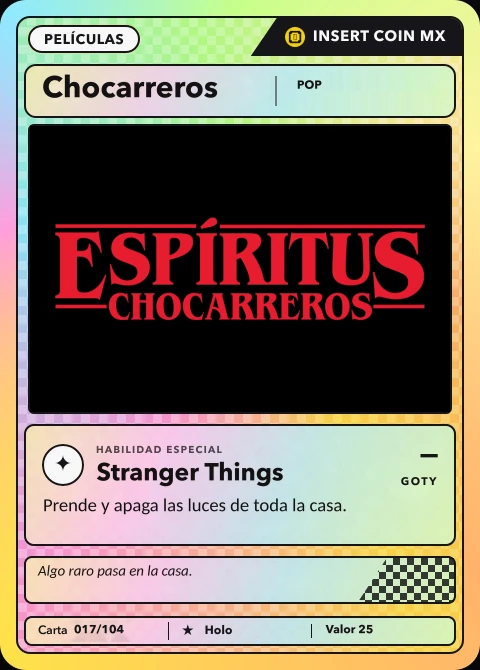 PELÍCULAS
INSERT COIN MX
Chocarreros
POP
ESPÍRITUS
CHOCARREROS
HABILIDAD ESPECIAL
Stranger Things
GOTY
Prende y apaga las luces de toda la casa.
Algo raro pasa en la casa.
Carta 017/104 ★ Holo Valor 25